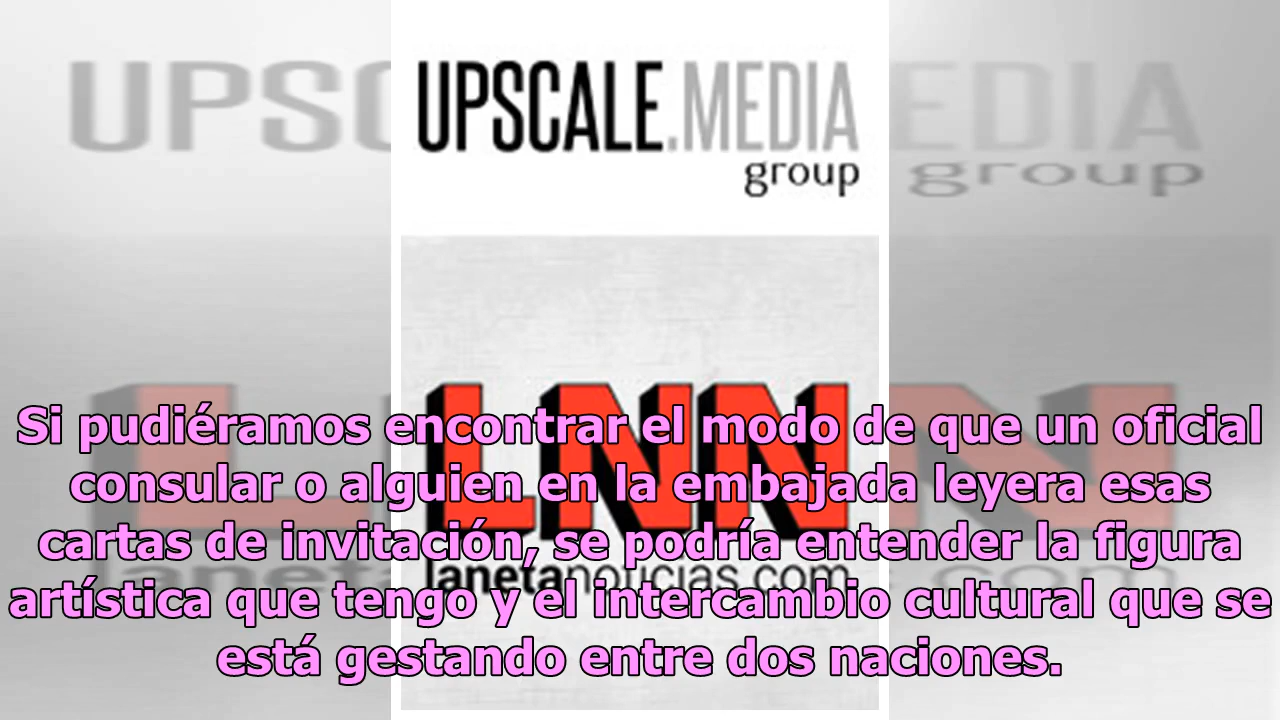 UPSCALE.MEDIA
group
LNN
lanetanoticias.com
Si pudiéramos encontrar el modo de que un oficial
consular o alguien en la embajada leyera esas
cartas de invitación, se podría entender la figura
artística que tengo y el intercambio cultural que se
está gestando entre dos naciones.